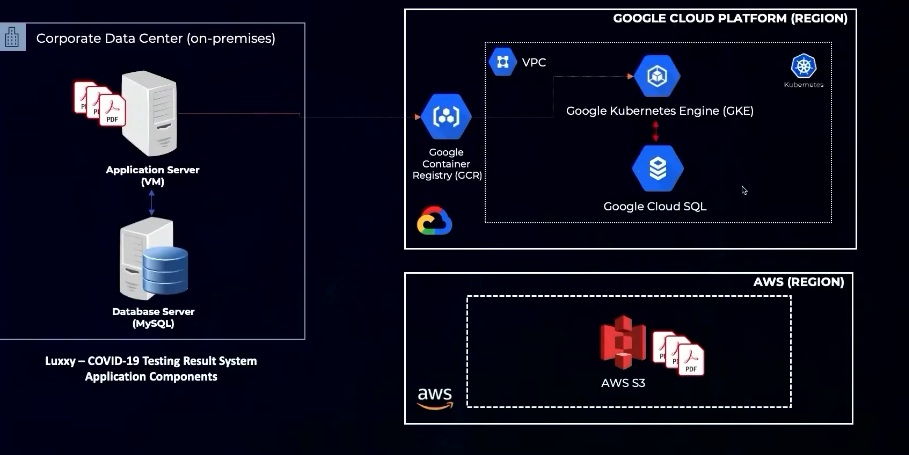 GOOGLE CLOUD PLATFORM (REGION)
Corporate Data Center (on-premises)
VPC
Kubernetes
PDF
Application Server
(VM)
Google Kubernetes Engine (GKE)
Google
Container
Registry (GCR)
Google Cloud SQL
Database Server
(MySQL)
Luxxy – COVID-19 Testing Result System
Application Components
AWS (REGION)
PDF
AWS S3
aws